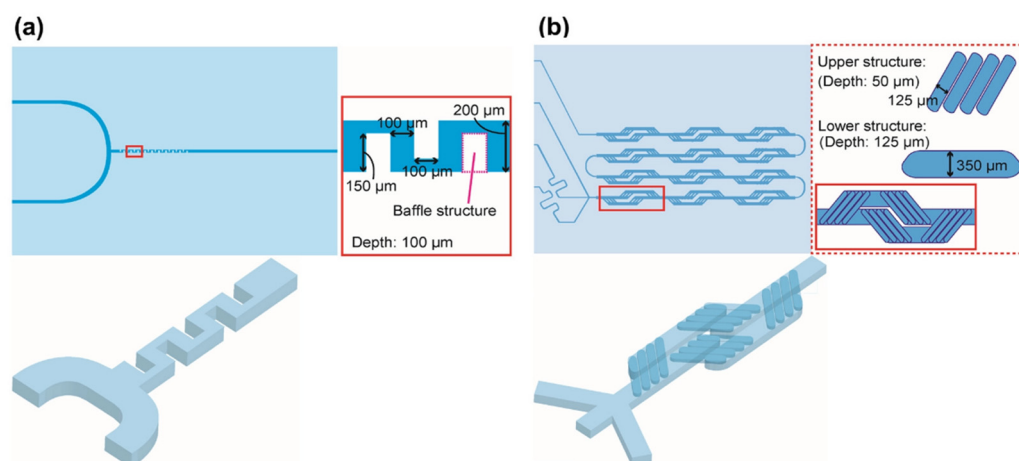 (a)
200 µm
100 µm
100 µm
150 µm
Baffle structure
Depth: 100 µm
(b)
Upper structure:
(Depth: 50 µm)
125 µm
Lower structure:
(Depth: 125 µm)
350 µm